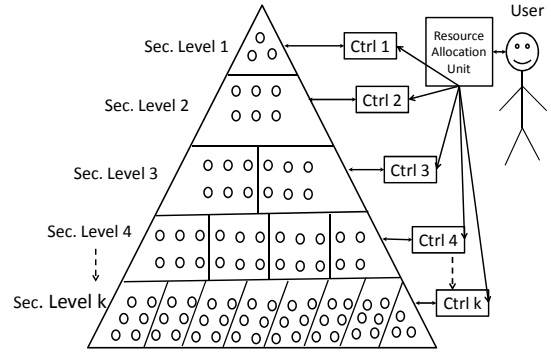 User
Sec. Level 1
Ctrl 1
Resource
Allocation
Unit
Sec. Level 2
Ctrl 2
Sec. Level 3
Ctrl 3
Sec. Level 4
Ctrl 4
Sec. Level k
Ctrl k